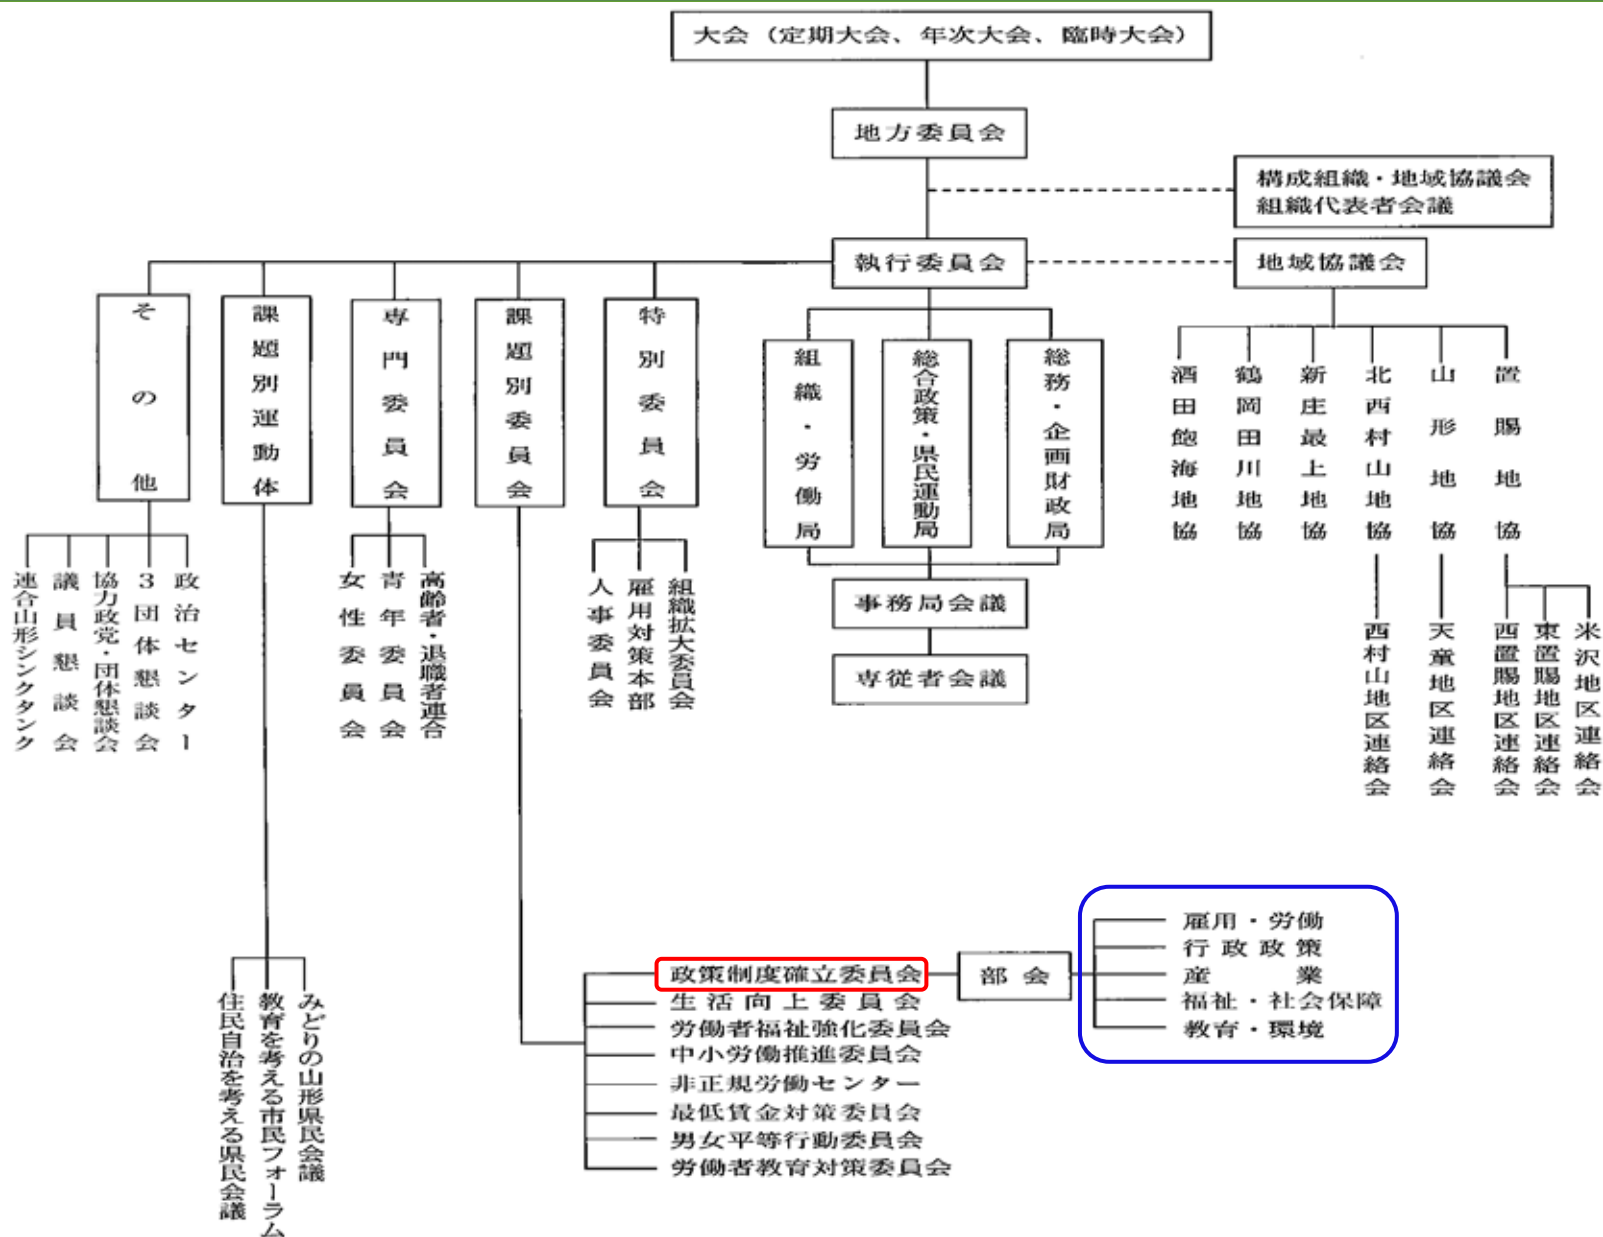 大会（定期大会、年次大会、臨時大会）
地方委員会
構成組織・地域協議会
組織代表者会議
執行委員会
地域協議会
その他
課題別運動体
専門委員会
課題別委員会
特別委員会
組織・労働局
総合政策・県民運動局
総務・企画財政局
酒田飽海地協
鶴岡田川地協
新庄最上地協
北西村山地協
山形地協
置賜地協
連合山形シンクタンク
議員懇談会
協力政党・団体懇談会
3団体懇談会
政治センター
女性委員会
青年委員会
高齢者・退職者連合
人事委員会
雇用対策本部
組織拡大委員会
事務局会議
専従者会議
西村山地区連絡会
天童地区連絡会
西置賜地区連絡会
東置賜地区連絡会
米沢地区連絡会
住民自治を考える県民会議
教育を考える市民フォーラム
みどりの山形県民会議
政策制度確立委員会
生活向上委員会
労働者福祉強化委員会
中小労働推進委員会
非正規労働センター
最低賃金対策委員会
男女平等行動委員会
労働者教育対策委員会
部会
雇用・労働
行政政策
産業
福祉・社会保障
教育・環境